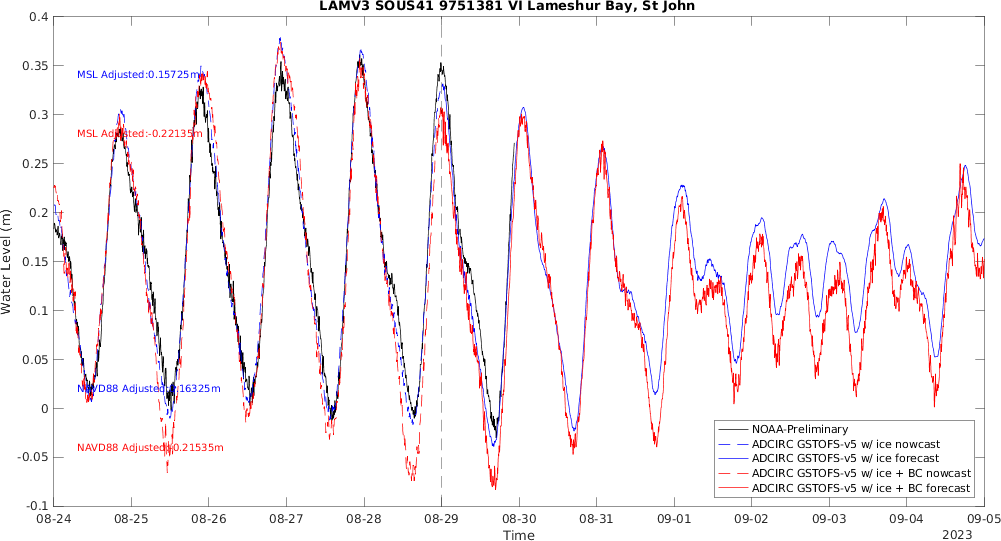 LAMV3 SOUS41 9751381 VI Lameshur Bay, St John
0.4
0.35
0.3
0.25
0.2
0.15
0.1
0.05
0
-0.05
-0.1
Water Level (m)
MSL Adjusted:0.15725m
MSL Adjusted:-0.22135m
NAVD88 Adjusted:0.16325m
NAVD88 Adjusted:-0.21535m
NOAA-Preliminary
ADCIRC GSTOFS-v5 w/ ice nowcast
ADCIRC GSTOFS-v5 w/ ice forecast
ADCIRC GSTOFS-v5 w/ ice + BC nowcast
ADCIRC GSTOFS-v5 w/ ice + BC forecast
08-24 08-25 08-26 08-27 08-28 08-29 08-30 08-31 09-01 09-02 09-03 09-04 09-05
Time
2023